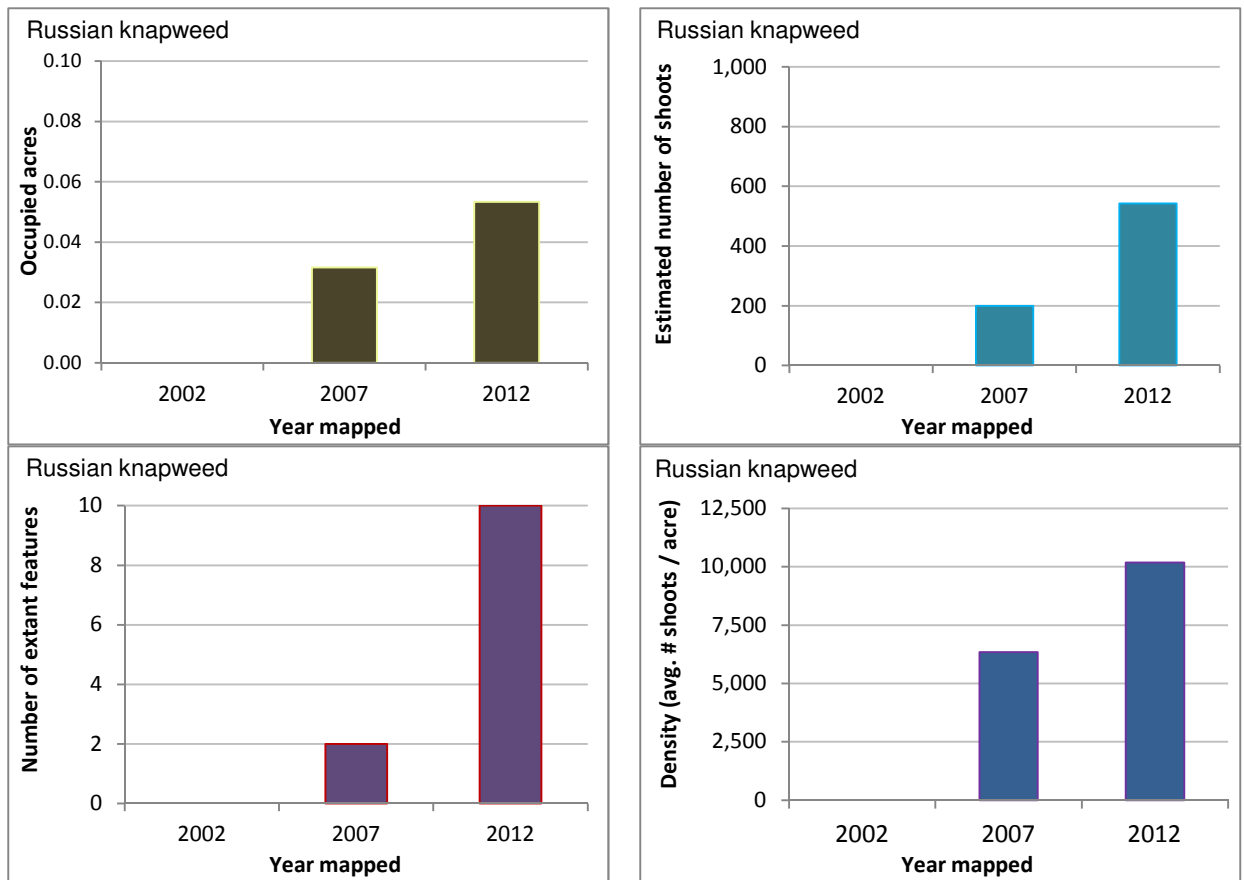 Russian knapweed
Occupied acres
0.10
0.08
0.06
0.04
0.02
0.00
2002 2007 2012
Year mapped
Russian knapweed
Estimated number of shoots
1,000
800
600
400
200
0
2002 2007 2012
Year mapped
Russian knapweed
Number of extant features
10
8
6
4
2
0
2002 2007 2012
Year mapped
Russian knapweed
Density (avg. # shoots / acre)
12,500
10,000
7,500
5,000
2,500
0
2002 2007 2012
Year mapped